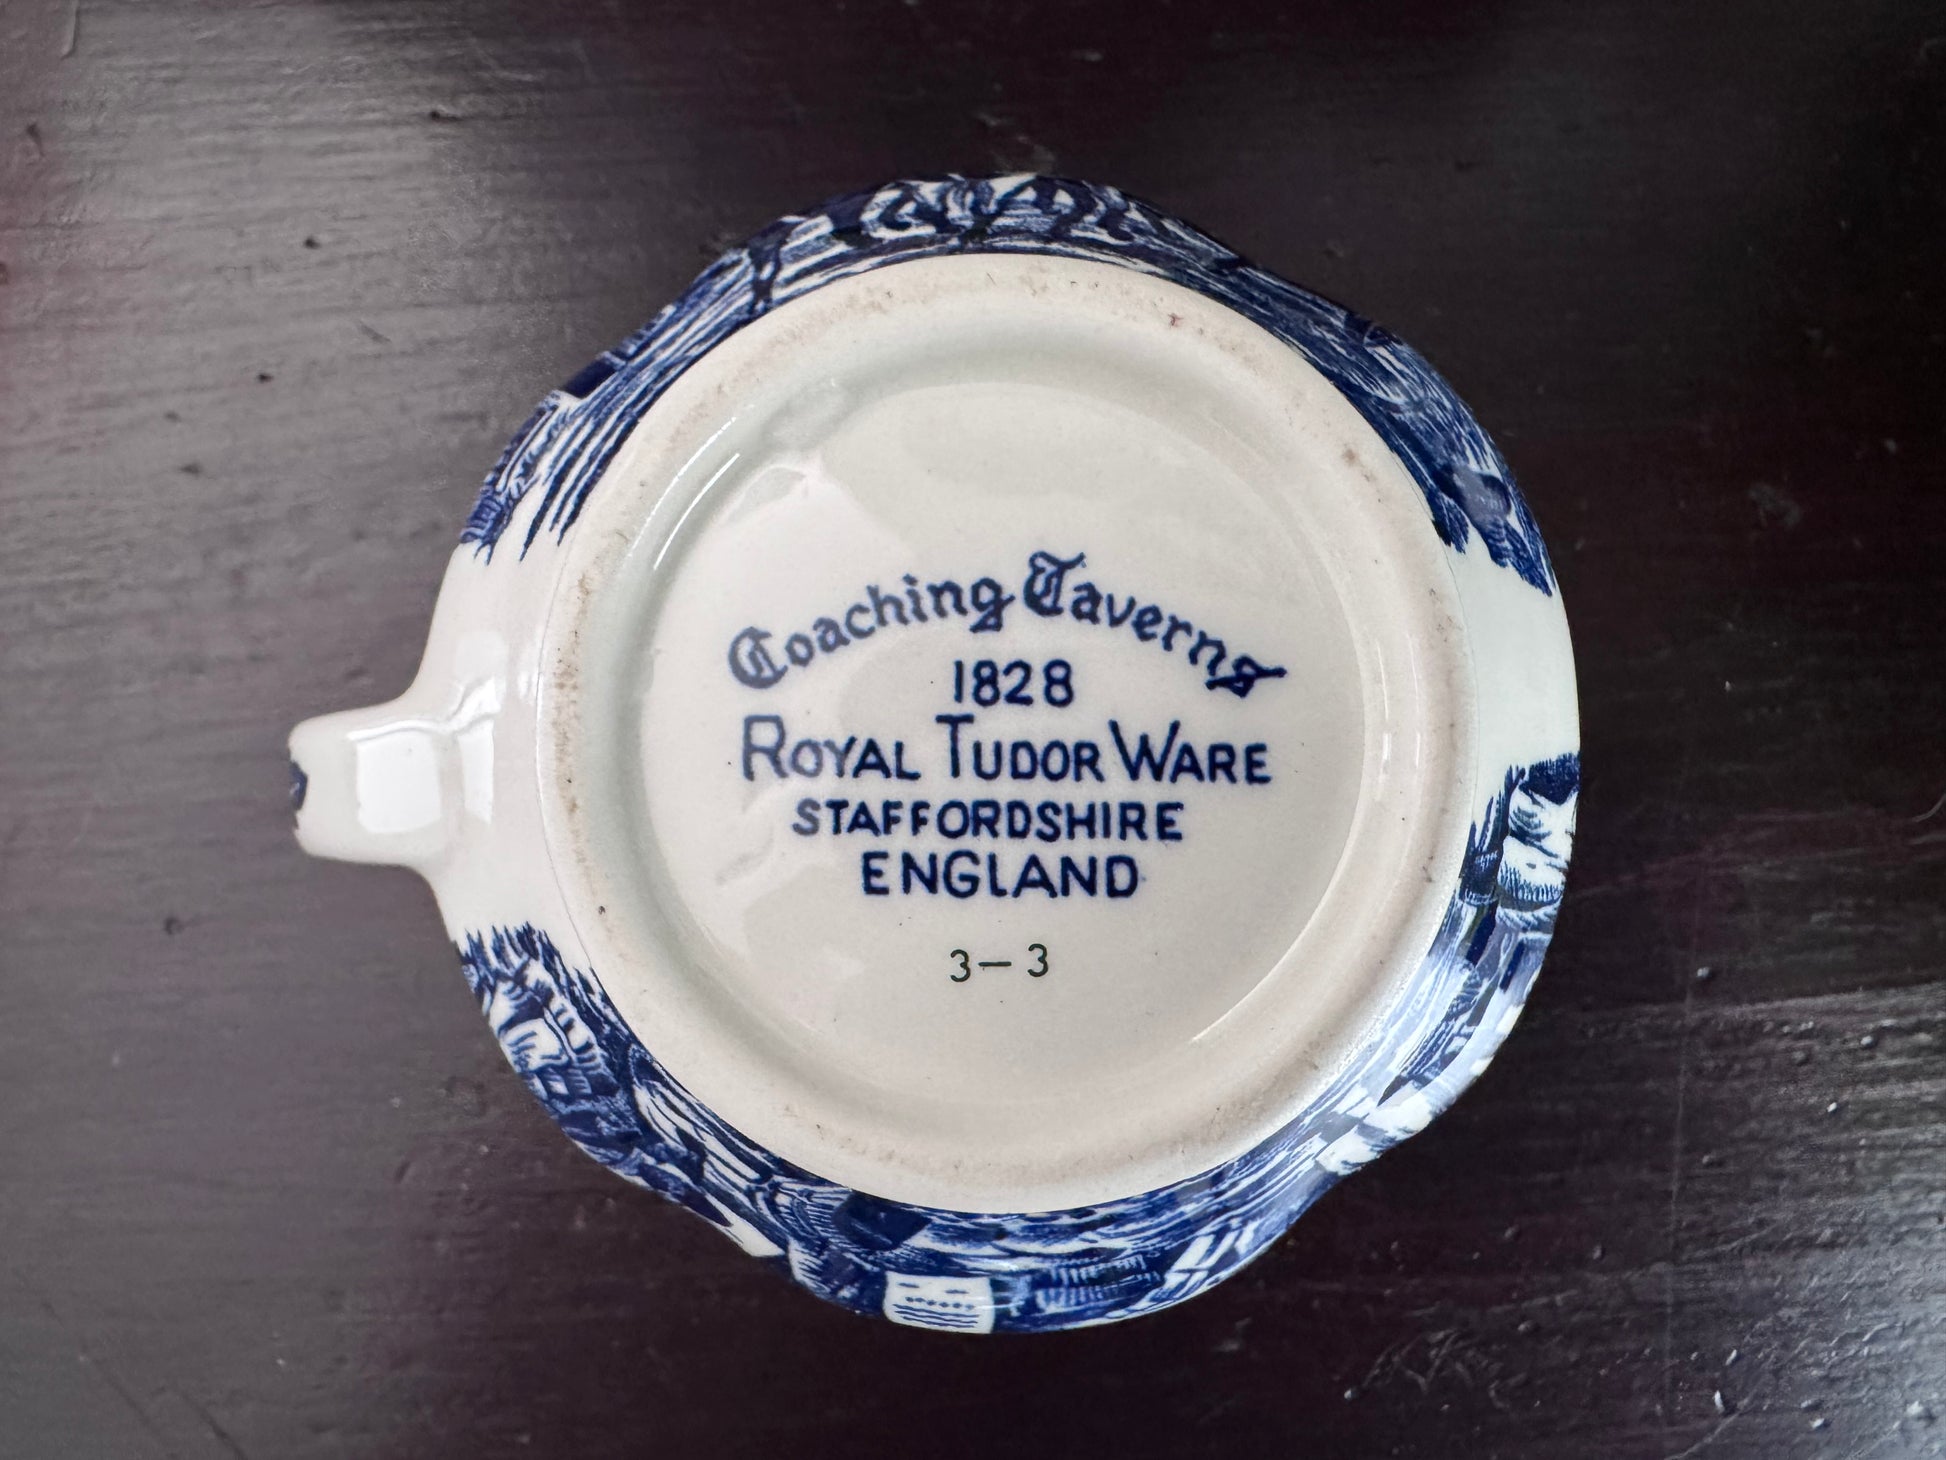 Coaching Taverns
1828
ROYAL TUDOR WARE
STAFFORDSHIRE
ENGLAND
3-3